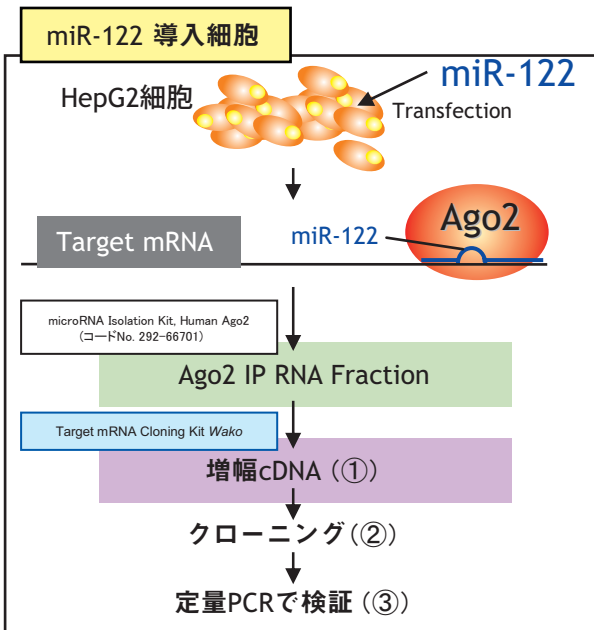 miR-122 導入細胞
miR-122
HepG2細胞
Transfection
Ago2
Target mRNA
miR-122
microRNA Isolation Kit, Human Ago2
(コードNo. 292-66701)
Ago2 IP RNA Fraction
Target mRNA Cloning Kit Wako
増幅cDNA (①)
クローニング(②)
定量PCRで検証 (③)